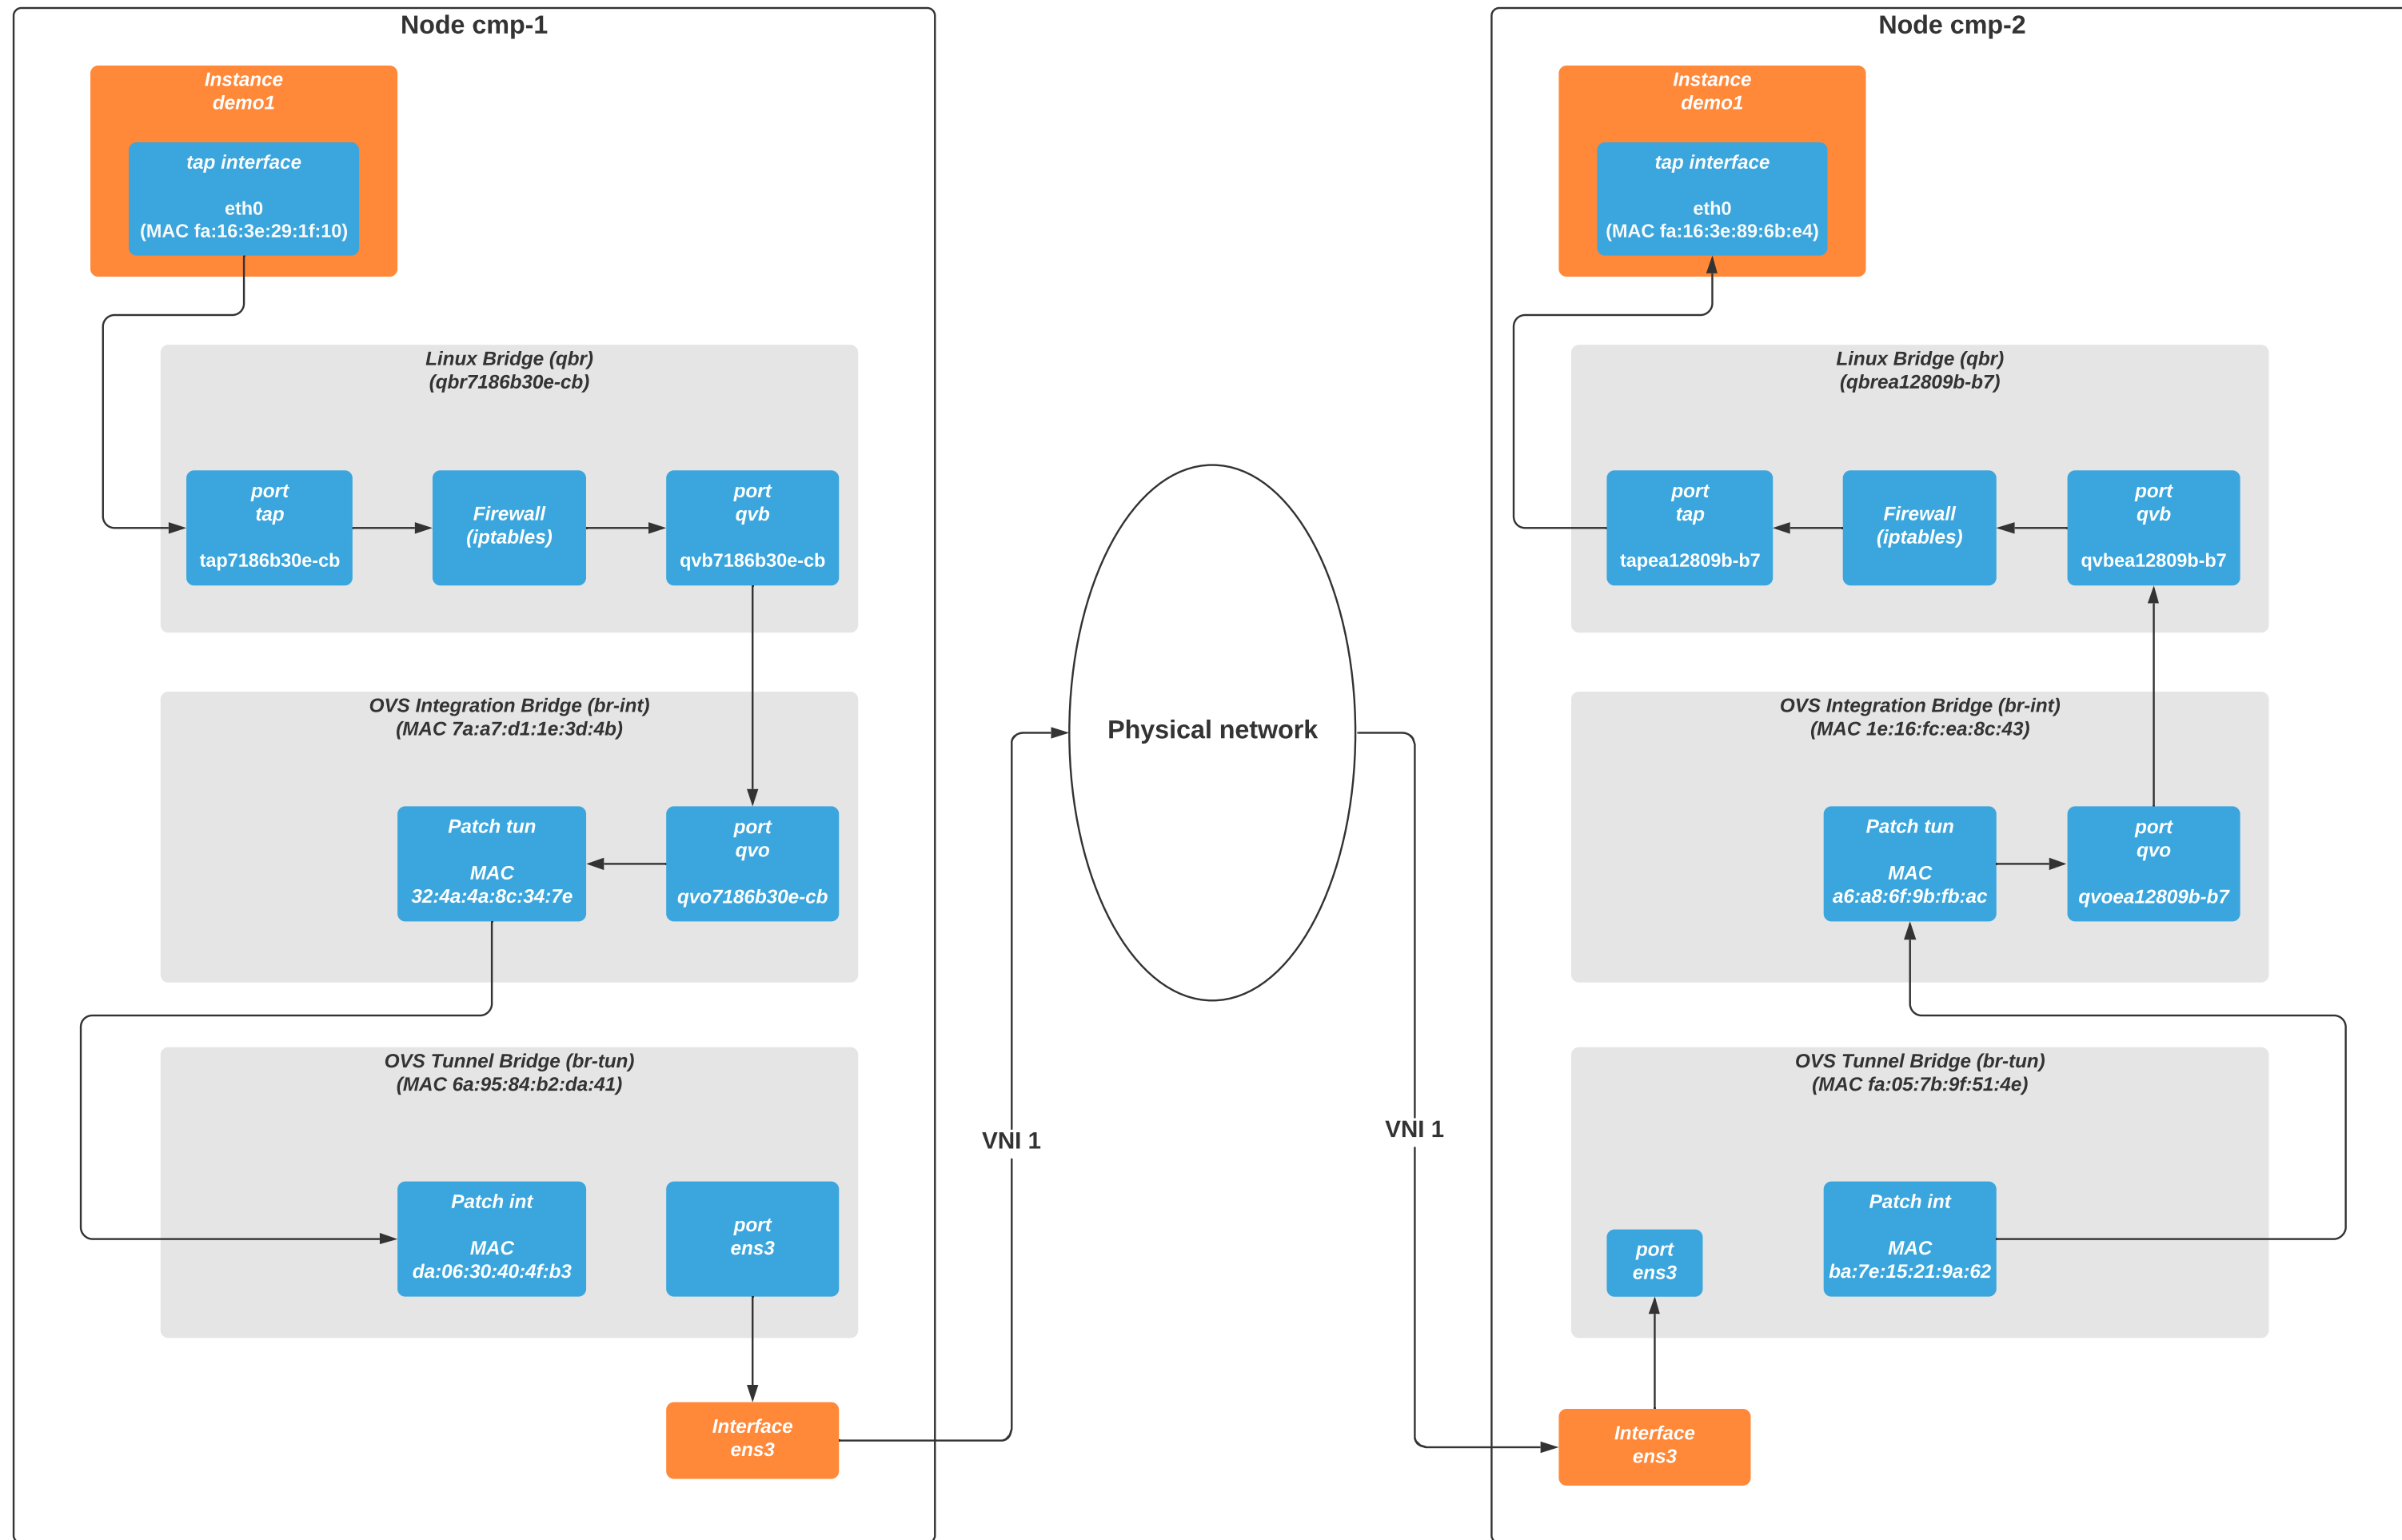 Node cmp-1
Instance
demo1
tap interface
eth0
(MAC fa:16:3e:29:1f:10)
Linux Bridge (qbr)
(qbr7186b30e-cb)
port
tap
tap7186b30e-cb
Firewall
(iptables)
port
qvb
qvb7186b30e-cb
OVS Integration Bridge (br-int)
(MAC 7a:a7:d1:1e:3d:4b)
Patch tun
MAC
32:4a:4a:8c:34:7e
port
qvo
qvo7186b30e-cb
OVS Tunnel Bridge (br-tun)
(MAC 6a:95:84:b2:da:41)
Patch int
MAC
da:06:30:40:4f:b3
port
ens3
Interface
ens3
VNI 1
Physical network
VNI 1
Node cmp-2
Instance
demo1
tap interface
eth0
(MAC fa:16:3e:89:6b:e4)
Linux Bridge (qbr)
(qbrea12809b-b7)
port
tap
tapea12809b-b7
Firewall
(iptables)
port
qvb
qvbea12809b-b7
OVS Integration Bridge (br-int)
(MAC 1e:16:fc:ea:8c:43)
Patch tun
MAC
a6:a8:6f:9b:fb:ac
port
qvo
qvoea12809b-b7
OVS Tunnel Bridge (br-tun)
(MAC fa:05:7b:9f:51:4e)
port
ens3
Patch int
MAC
ba:7e:15:21:9a:62
Interface
ens3